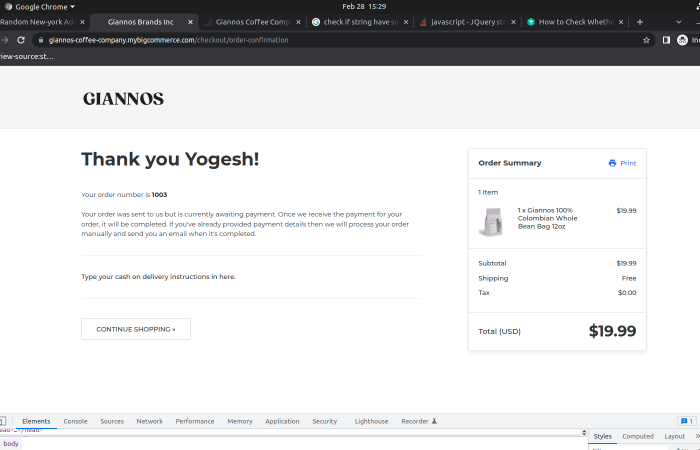 Google Chrome
Feb 28 15:29
Random New-york Ad
Giannos Brands Inc
Giannos Coffee Comp
check if string have s
javascript - JQuery st
How to Check Wheth
giannos-coffee-company.mybigcommerce.com/checkout/order-confirmation
view-source:st...
GIANNOS
Thank you Yogesh!
Your order number is 1003
Your order was sent to us but is currently awaiting payment. Once we receive the payment for your
order, it will be completed. If you've already provided payment details then we will process your order
manually and send you an email when it's completed.
Type your cash on delivery instructions in here.
CONTINUE SHOPPING »
Order Summary
Print
1 Item
1 x Giannos 100% $19.99
Colombian Whole
Bean Bag 12oz
Subtotal $19.99
Shipping Free
Tax $0.00
Total (USD) $19.99
Elements Console Sources Network Performance Memory Application Security Lighthouse Recorder 1
body
Styles Computed Layout